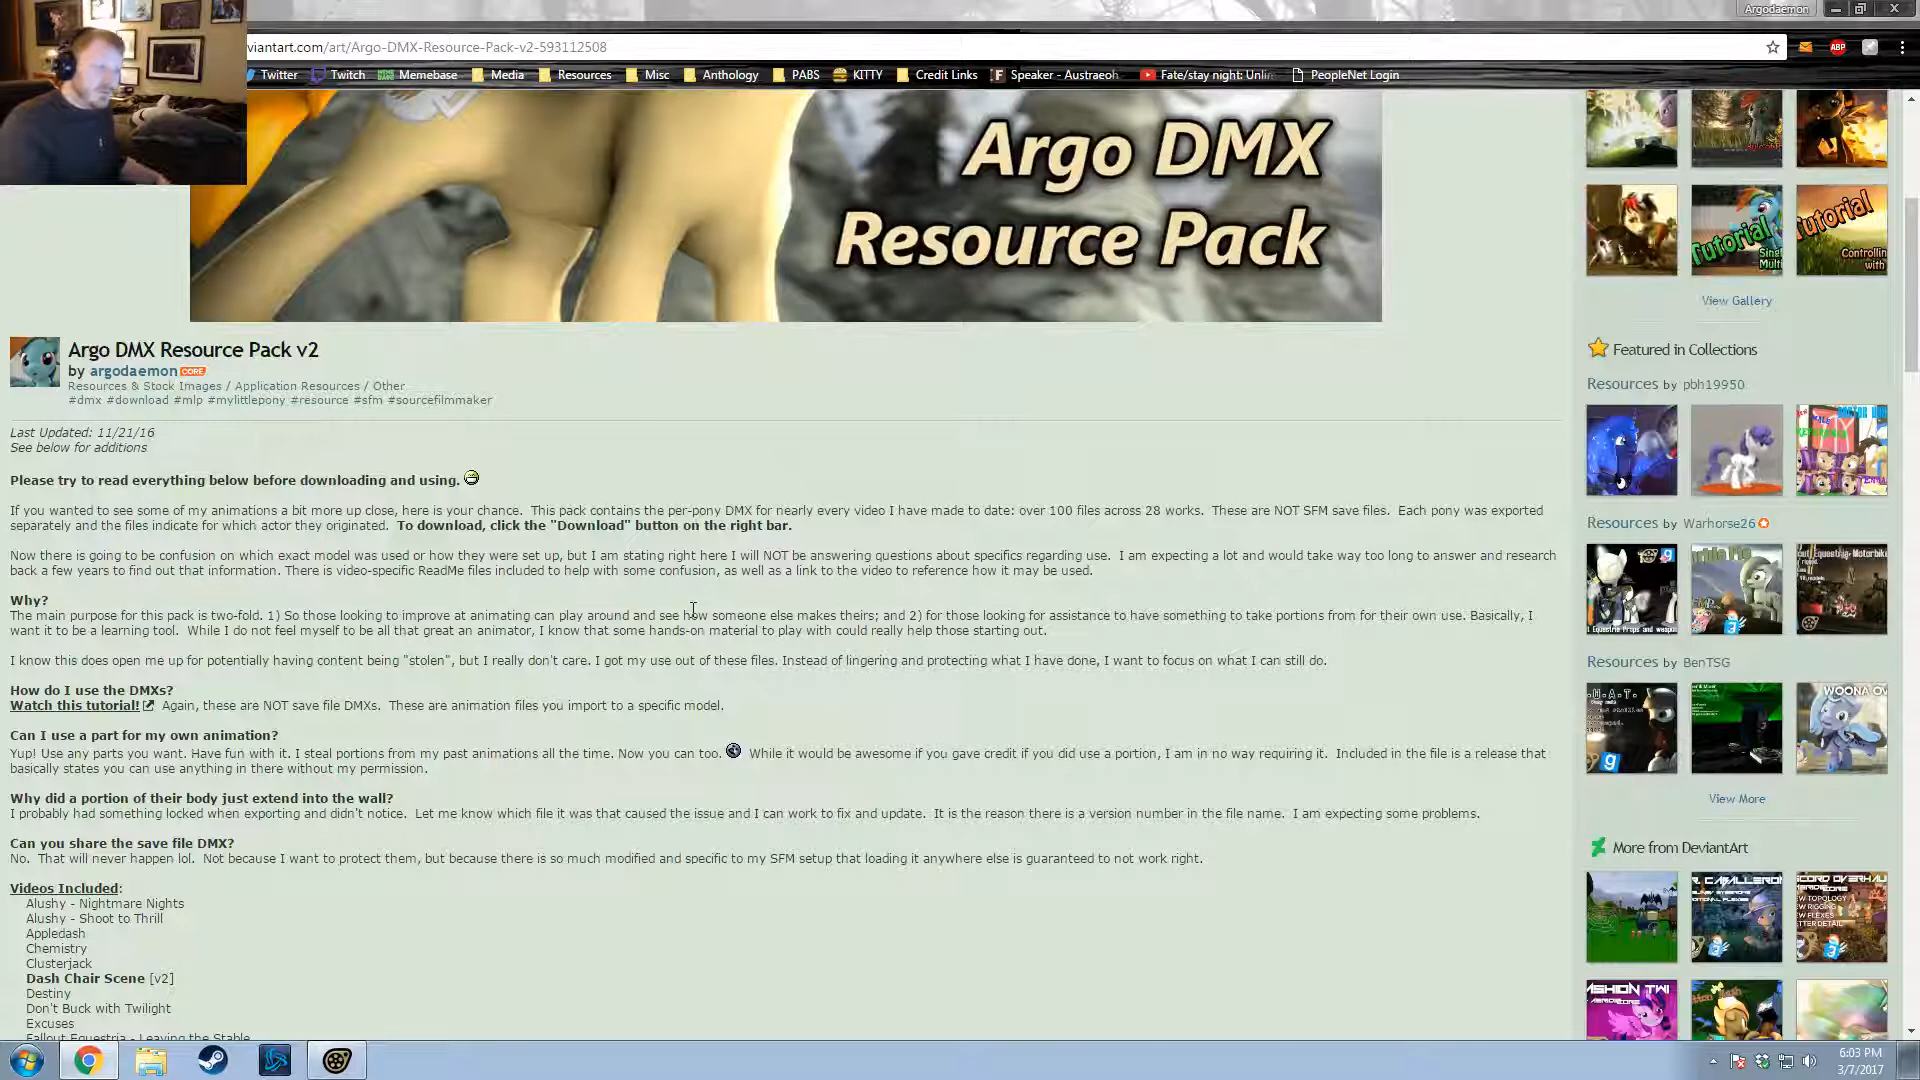 Argodaemon
viantart.com/art/Argo-DMX-Resource-Pack-v2-593112508
ABP
Twitter Twitch Memebase Media Resources Misc Anthology PABS KITTY Credit Links Speaker - Austraeoh Fate/stay night: Unlin PeopleNet Login
Argo DMX
Resource Pack
Tutorial
Tutorial
Controlling
with
View Gallery
Argo DMX Resource Pack v2
by argodaemon CORE
Resources & Stock Images / Application Resources / Other
#dmx #download #mlp #mylittlepony #resource #sfm #sourcefilmmaker
Featured in Collections
Resources by pbh19950
Last Updated: 11/21/16
See below for additions
Please try to read everything below before downloading and using.
If you wanted to see some of my animations a bit more up close, here is your chance. This pack contains the per-pony DMX for nearly every video I have made to date: over 100 files across 28 works. These are NOT SFM save files. Each pony was exported
separately and the files indicate for which actor they originated. To download, click the "Download" button on the right bar.
Resources by Warhorse26
Now there is going to be confusion on which exact model was used or how they were set up, but I am stating right here I will NOT be answering questions about specifics regarding use. I am expecting a lot and would take way too long to answer and research
back a few years to find out that information. There is video-specific ReadMe files included to help with some confusion, as well as a link to the video to reference how it may be used.
Why?
The main purpose for this pack is two-fold. 1) So those looking to improve at animating can play around and see how someone else makes theirs; and 2) for those looking for assistance to have something to take portions from for their own use. Basically, I
want it to be a learning tool. While I do not feel myself to be all that great an animator, I know that some hands-on material to play with could really help those starting out.
I know this does open me up for potentially having content being "stolen", but I really don't care. I got my use out of these files. Instead of lingering and protecting what I have done, I want to focus on what I can still do.
Resources by BenTSG
How do I use the DMXs?
Watch this tutorial! Again, these are NOT save file DMXs. These are animation files you import to a specific model.
WOONA
Can I use a part for my own animation?
Yup! Use any parts you want. Have fun with it. I steal portions from my past animations all the time. Now you can too. While it would be awesome if you gave credit if you did use a portion, I am in no way requiring it. Included in the file is a release that
basically states you can use anything in there without my permission.
Why did a portion of their body just extend into the wall?
I probably had something locked when exporting and didn't notice. Let me know which file it was that caused the issue and I can work to fix and update. It is the reason there is a version number in the file name. I am expecting some problems.
View More
Can you share the save file DMX?
No. That will never happen lol. Not because I want to protect them, but because there is so much modified and specific to my SFM setup that loading it anywhere else is guaranteed to not work right.
More from DeviantArt
Videos Included:
Alushy - Nightmare Nights
Alushy - Shoot to Thrill
Appledash
Chemistry
Clusterjack
Dash Chair Scene [v2]
Destiny
Don't Buck with Twilight
Excuses
Fallout Equestria - Leaving the Stable
6:03 PM
3/7/2017